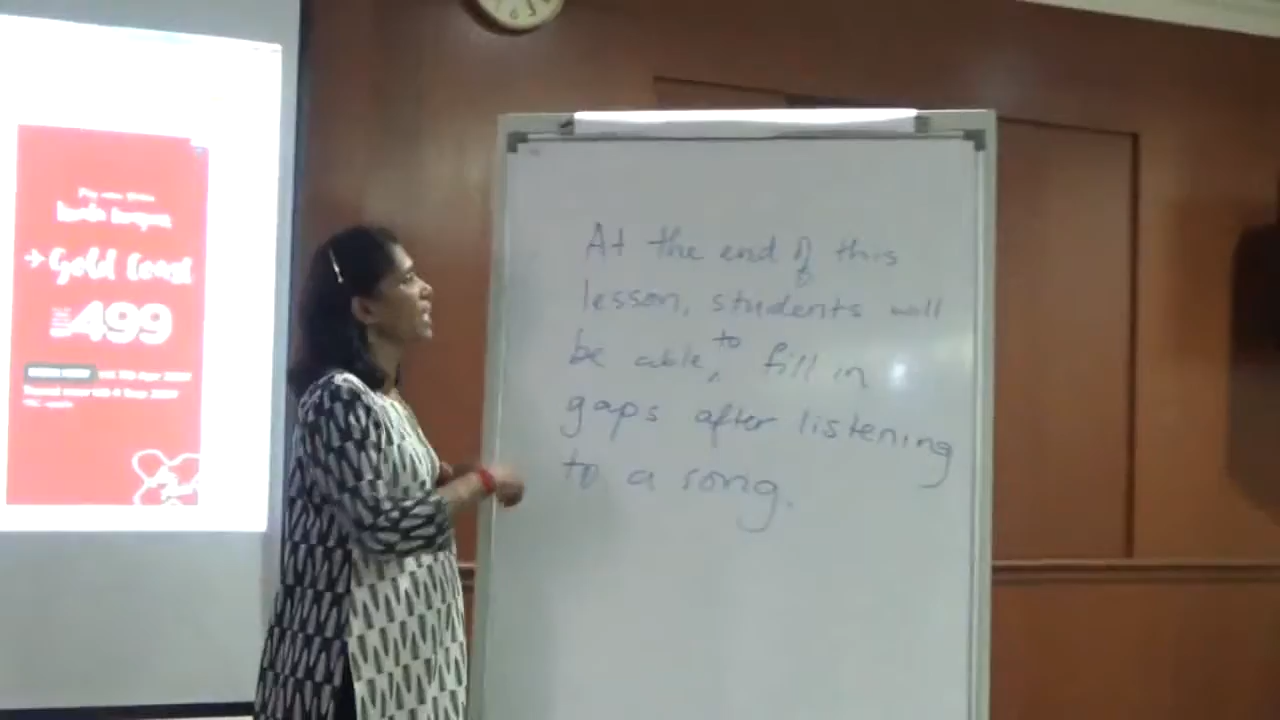 Gold Coast
499
At the end of this
lesson, students will
be able, to fill in
gaps after listening
to a song.